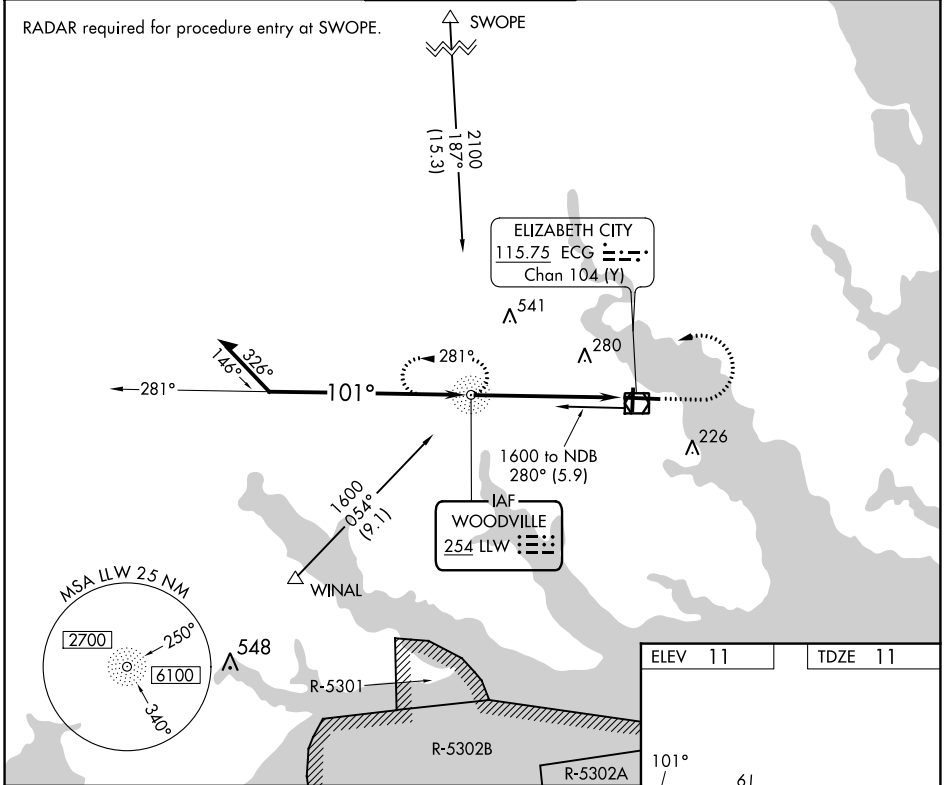 RADAR required for procedure entry at SWOPE.
SWOPE
2100
187°
(15.3)
ELIZABETH CITY
115.75 ECG
Chan 104 (Y)
541
280
326°
146°
281°
281°
101°
226
1600 to NDB
280° (5.9)
1600
054°
(9.1)
IAF
WOODVILLE
254 LLW
WINAL
MSA LLW 25 NM
2700
250°
6100
340°
548
R-5301
R-5302B
R-5302A
ELEV 11
TDZE 11
101°